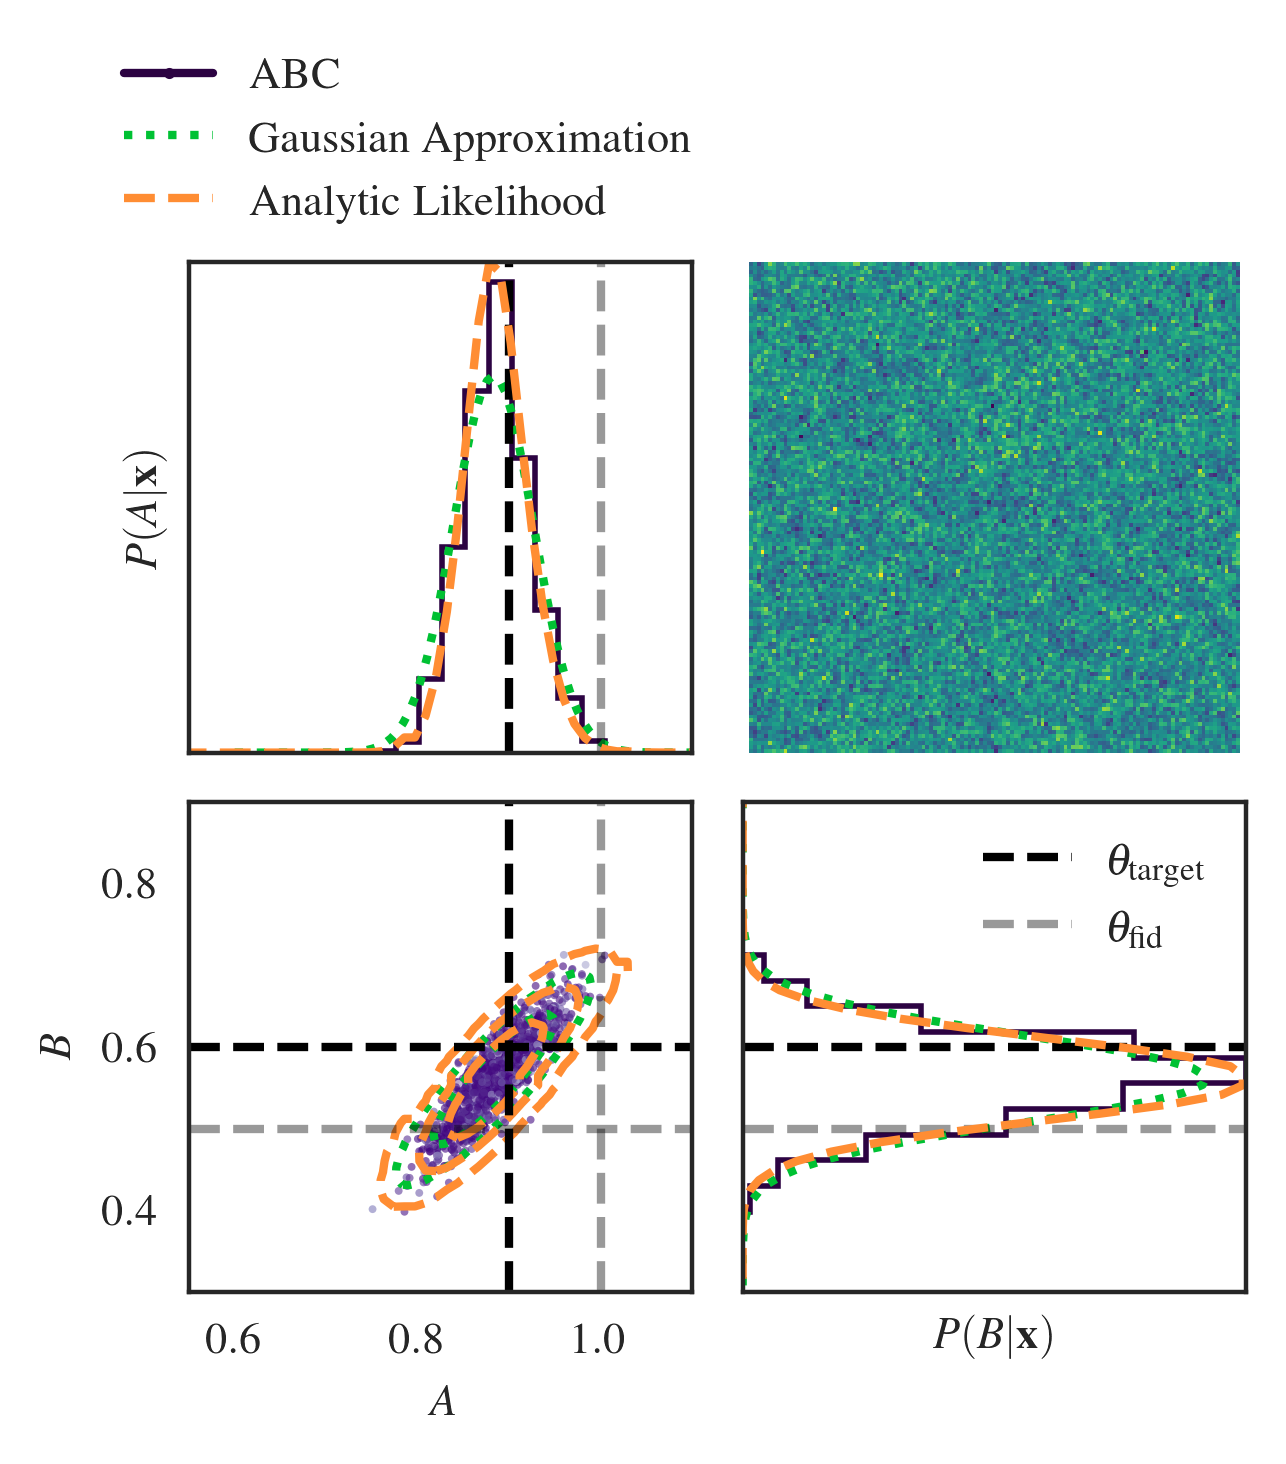 ABC
Gaussian Approximation
Analytic Likelihood
P(A|x)
θtarget
θfid
0.8
0.6
0.4
B
0.6 0.8 1.0
A
P(B|x)